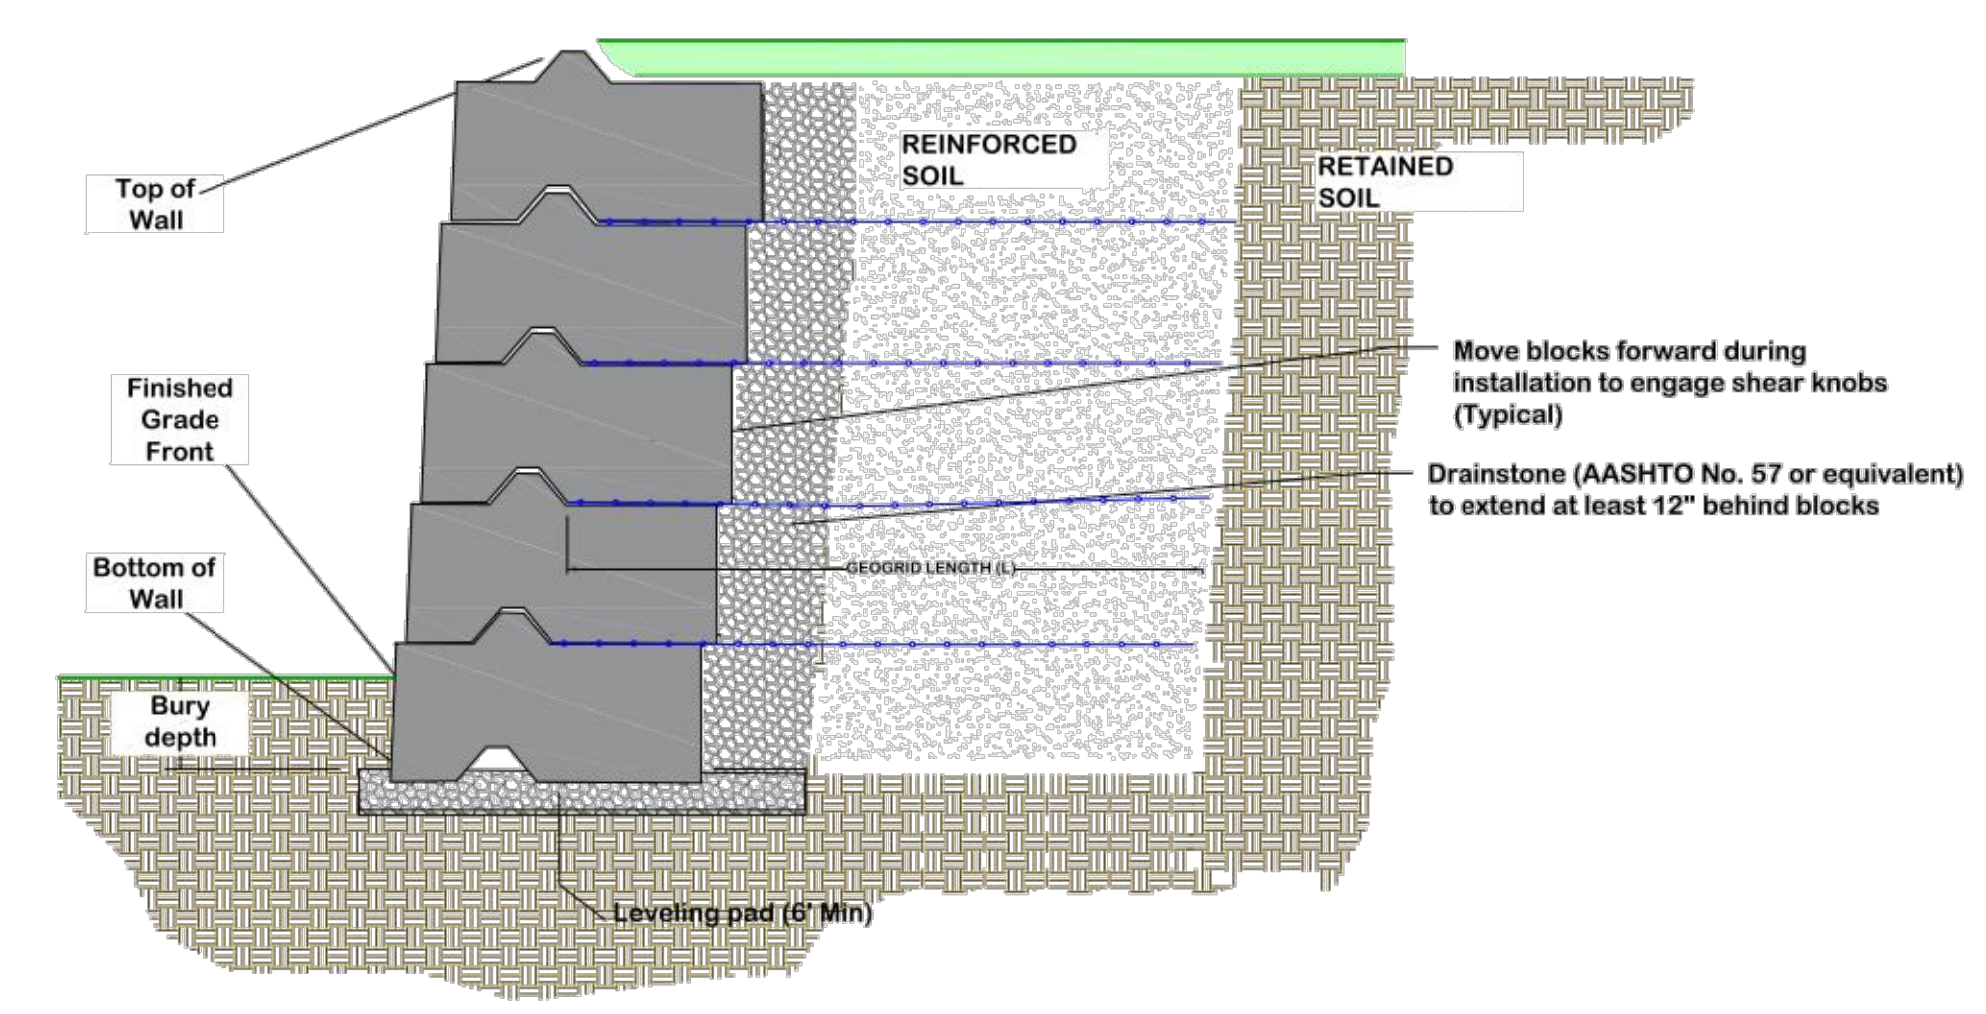 REINFORCED
SOIL
RETAINED
SOIL
Top of
Wall
Move blocks forward during
installation to engage shear knobs
(Typical)
Finished
Grade
Front
Drainstone (AASHTO No. 57 or equivalent)
to extend at least 12" behind blocks
Bottom of
Wall
GEOGRID LENGTH (L)
Bury
depth
Leveling pad (6' Min)